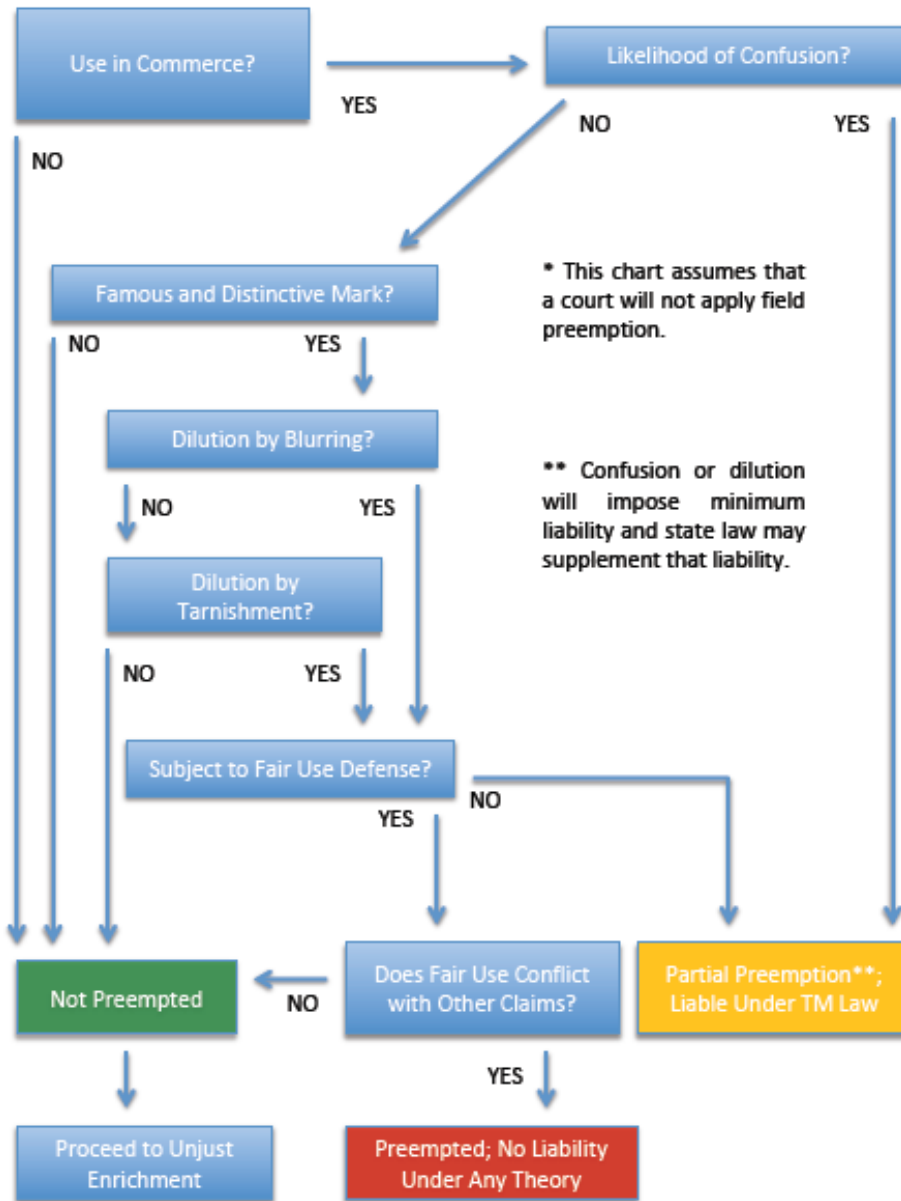 Use in Commerce?
Likelihood of Confusion?
YES
NO
YES
NO
Famous and Distinctive Mark?
* This chart assumes that
a court will not apply field
preemption.
NO
YES
Dilution by Blurring?
** Confusion or dilution
will impose minimum
liability and state law may
supplement that liability.
NO
YES
Dilution by
Tarnishment?
NO
YES
Subject to Fair Use Defense?
YES
NO
Not Preempted
NO
Does Fair Use Conflict
with Other Claims?
Partial Preemption**;
Liable Under TM Law
YES
Proceed to Unjust
Enrichment
Preempted; No Liability
Under Any Theory